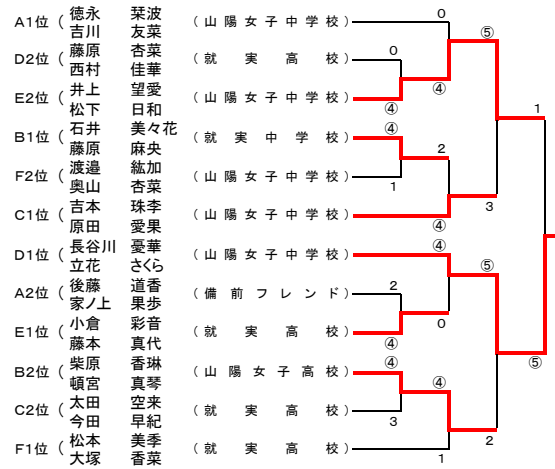 0
徳永 栞波
A1位 ( (山陽女子中学校)
吉川 友菜
⑤
藤原 杏菜 0
D2位 ( (就実高校)
西村 佳華
④
井上 望愛
E2位 ( (山陽女子中学校)
松下 日和 ④
1
石井 美々花 ④
B1位 ( (就実中学校)
藤原 麻央
2
渡邉 紘加
F2位 ( (山陽女子中学校)
奥山 杏菜 1
3
吉本 珠李
C1位 ( (山陽女子中学校)
原田 愛果 ④
長谷川 憂華 ④
D1位 ( (山陽女子中学校)
立花 さくら
⑤
後藤 道香 2
A2位 ( (備前フレンド)
家ノ上 果歩
0
小倉 彩音
E1位 ( (就実高校)
藤本 真代 ④
⑤
柴原 香琳 ④
B2位 ( (山陽女子高校)
頓宮 真琴
④
太田 空来
C2位 ( (就実高校)
今田 早紀 3
2
松本 美季
F1位 ( (就実高校)
大塚 香菜 1